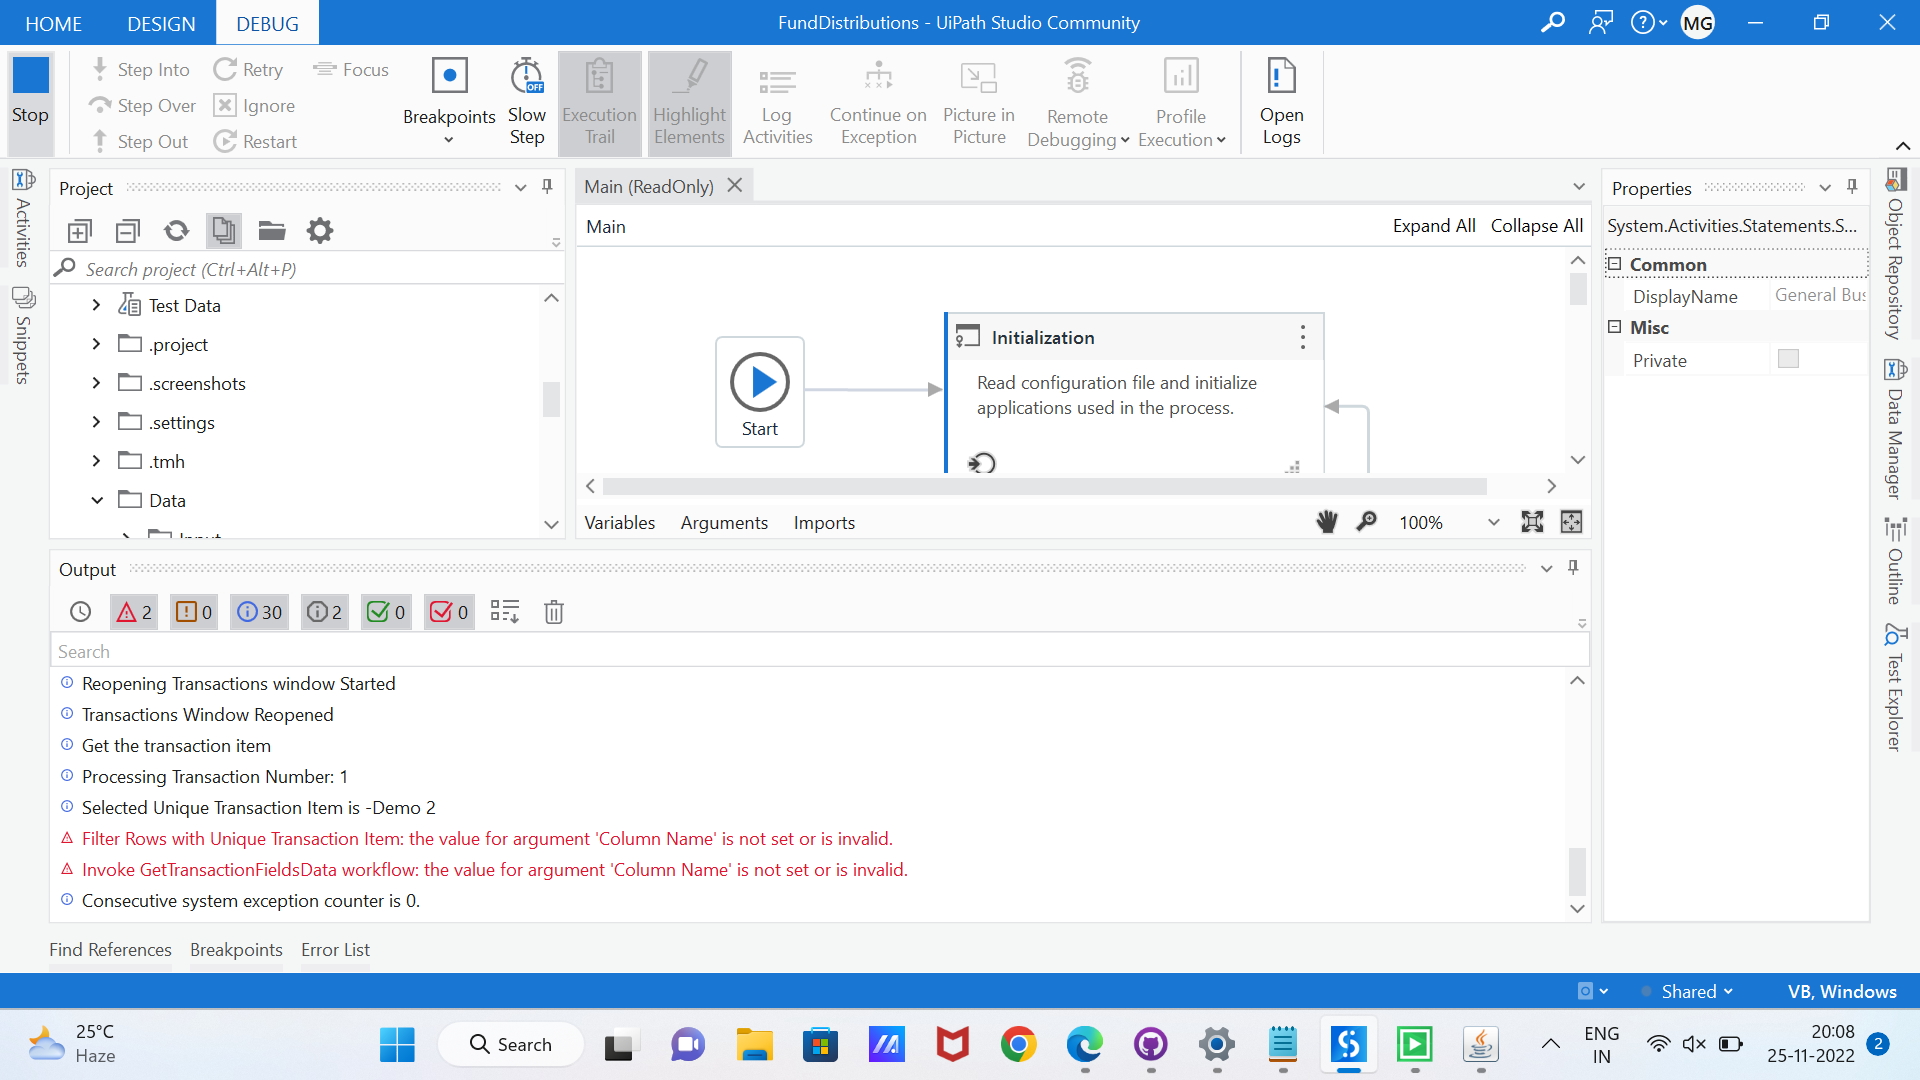 HOME DESIGN DEBUG FundDistributions - UiPath Studio Community MG
Stop
Step Into Retry Focus
Step Over Ignore
Step Out Restart
Breakpoints
Slow
Step
OFF
Execution
Trail
Highlight
Elements
Log
Activities
Continue on
Exception
Picture in
Picture
Remote
Debugging
Profile
Execution
Open
Logs
Activities
Snippets
Project
Search project (Ctrl+Alt+P)
Test Data
.project
.screenshots
.settings
.tmh
Data
Input
Main (ReadOnly)
Main Expand All Collapse All
Start
Initialization
Read configuration file and initialize
applications used in the process.
Variables Arguments Imports 100%
Properties
System.Activities.Statements.S...
Common
DisplayName General Bus
Misc
Private
Object Repository
Data Manager
Outline
Test Explorer
Output
2 0 30 2 0 0
Search
Reopening Transactions window Started
Transactions Window Reopened
Get the transaction item
Processing Transaction Number: 1
Selected Unique Transaction Item is -Demo 2
Filter Rows with Unique Transaction Item: the value for argument 'Column Name' is not set or is invalid.
Invoke GetTransactionFieldsData workflow: the value for argument 'Column Name' is not set or is invalid.
Consecutive system exception counter is 0.
Find References Breakpoints Error List
Shared VB, Windows
25°C
Haze
Search
ENG
IN
20:08
25-11-2022
2